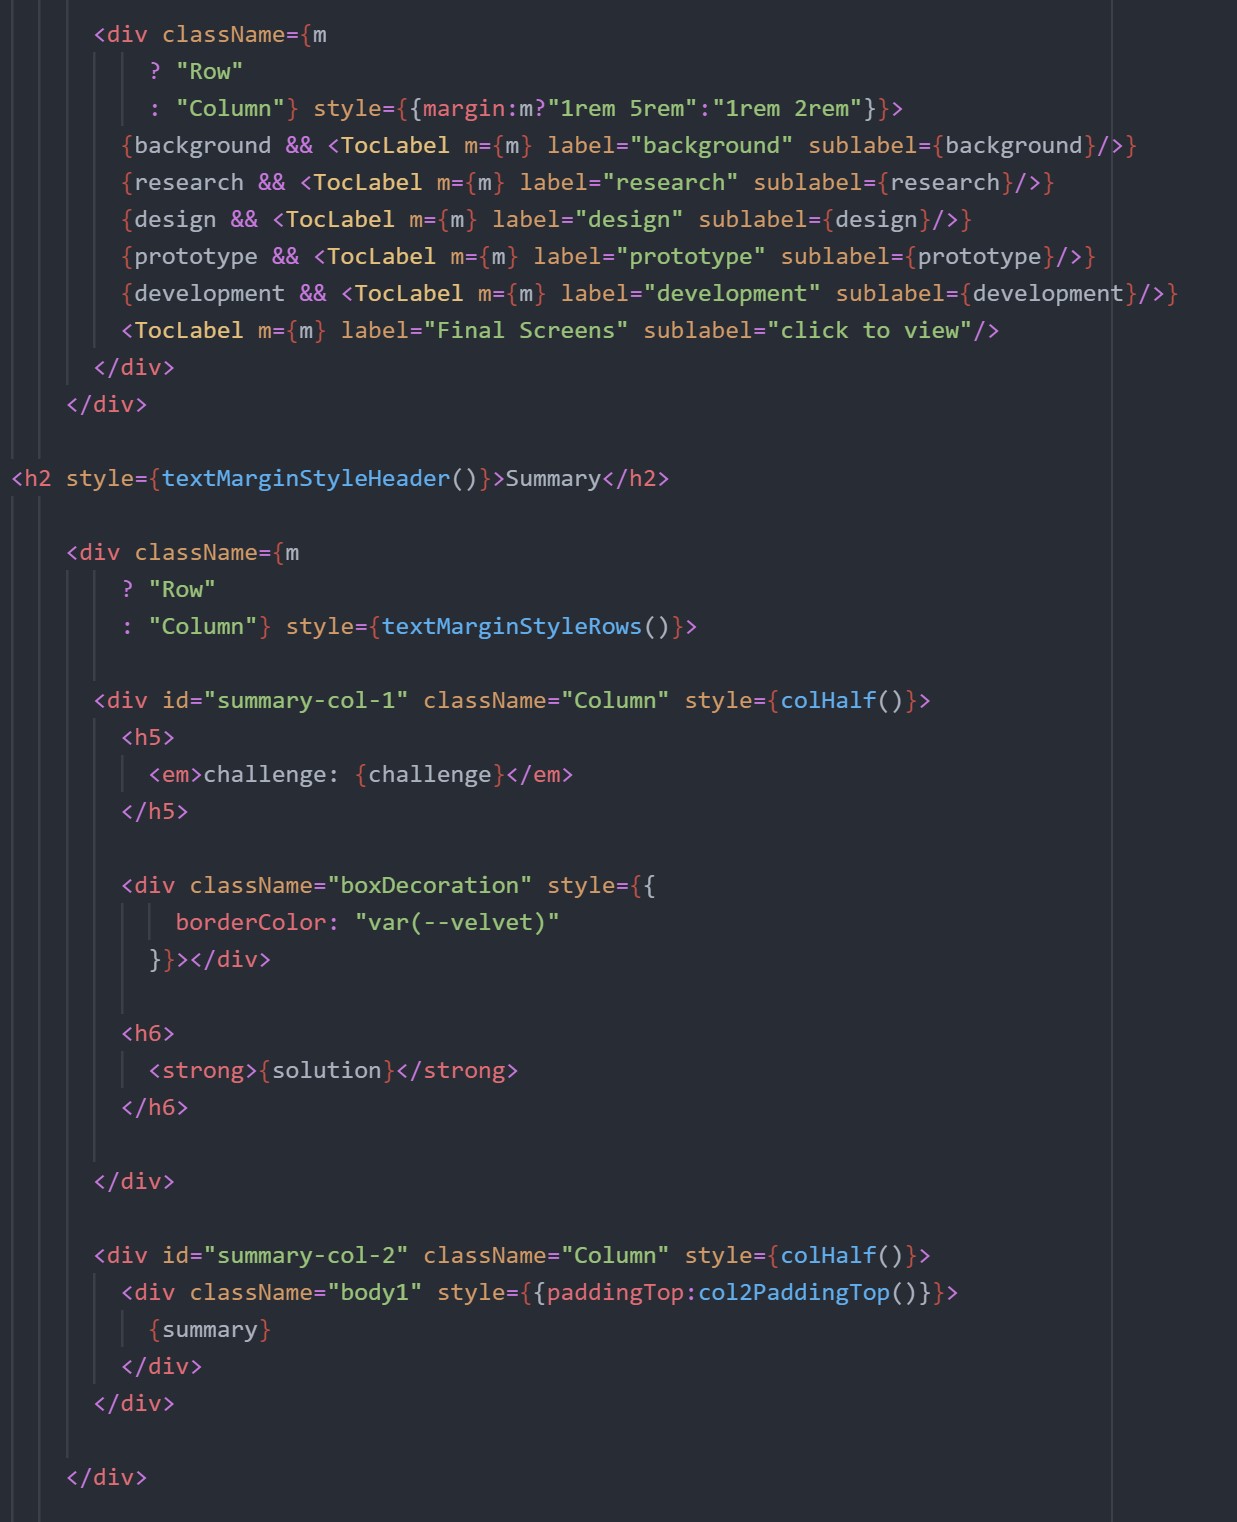 <div className={m
? "Row"
: "Column"} style={{margin:m?"1rem 5rem":"1rem 2rem"}}>
{background && <TocLabel m={m} label="background" sublabel={background}/>}
{research && <TocLabel m={m} label="research" sublabel={research}/>}
{design && <TocLabel m={m} label="design" sublabel={design}/>}
{prototype && <TocLabel m={m} label="prototype" sublabel={prototype}/>}
{development && <TocLabel m={m} label="development" sublabel={development}/>}
<TocLabel m={m} label="Final Screens" sublabel="click to view"/>
</div>
</div>
<h2 style={textMarginStyleHeader()}>Summary</h2>
<div className={m
? "Row"
: "Column"} style={textMarginStyleRows()}>
<div id="summary-col-1" className="Column" style={colHalf()}>
<h5>
<em>challenge: {challenge}</em>
</h5>
<div className="boxDecoration" style={{
borderColor: "var(--velvet)"
}}></div>
<h6>
<strong>{solution}</strong>
</h6>
</div>
<div id="summary-col-2" className="Column" style={colHalf()}>
<div className="body1" style={{paddingTop:col2PaddingTop()}}>
{summary}
</div>
</div>
</div>